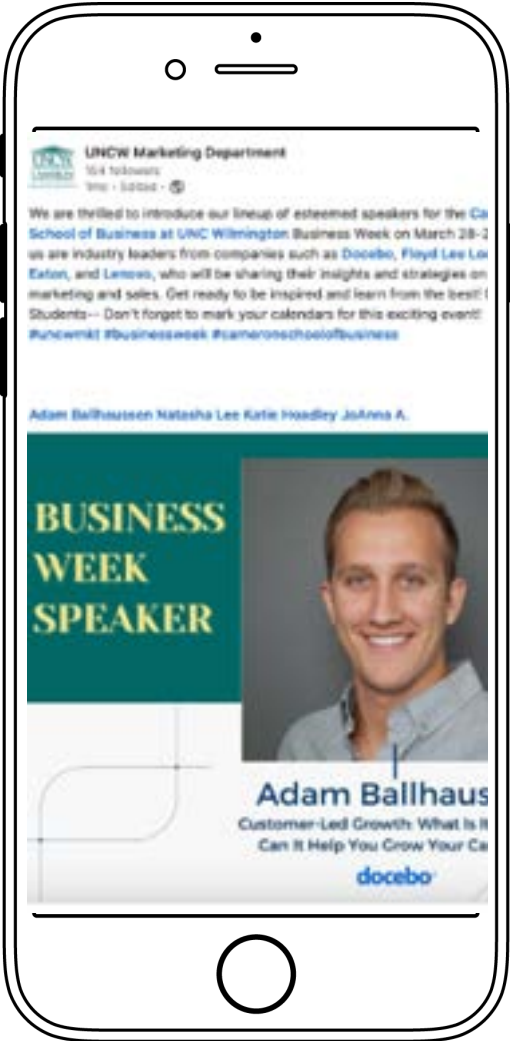 UNCW
UNCW Marketing Department
164 followers
1mo • Edited •
We are thrilled to introduce our lineup of esteemed speakers for the Ca
School of Business at UNC Wilmington Business Week on March 28-2
us are industry leaders from companies such as Docebo, Floyd Lee Lo
Eaton, and Lenovo, who will be sharing their insights and strategies on
marketing and sales. Get ready to be inspired and learn from the best!
Students-- Don't forget to mark your calendars for this exciting event!
#uncwmkt #businessweek #cameronschoolofbusiness
Adam Ballhaussen Natasha Lee Katie Hoadley JoAnna A.
BUSINESS
WEEK
SPEAKER
Adam Ballhaus
Customer-Led Growth: What Is It
Can It Help You Grow Your Ca
docebo